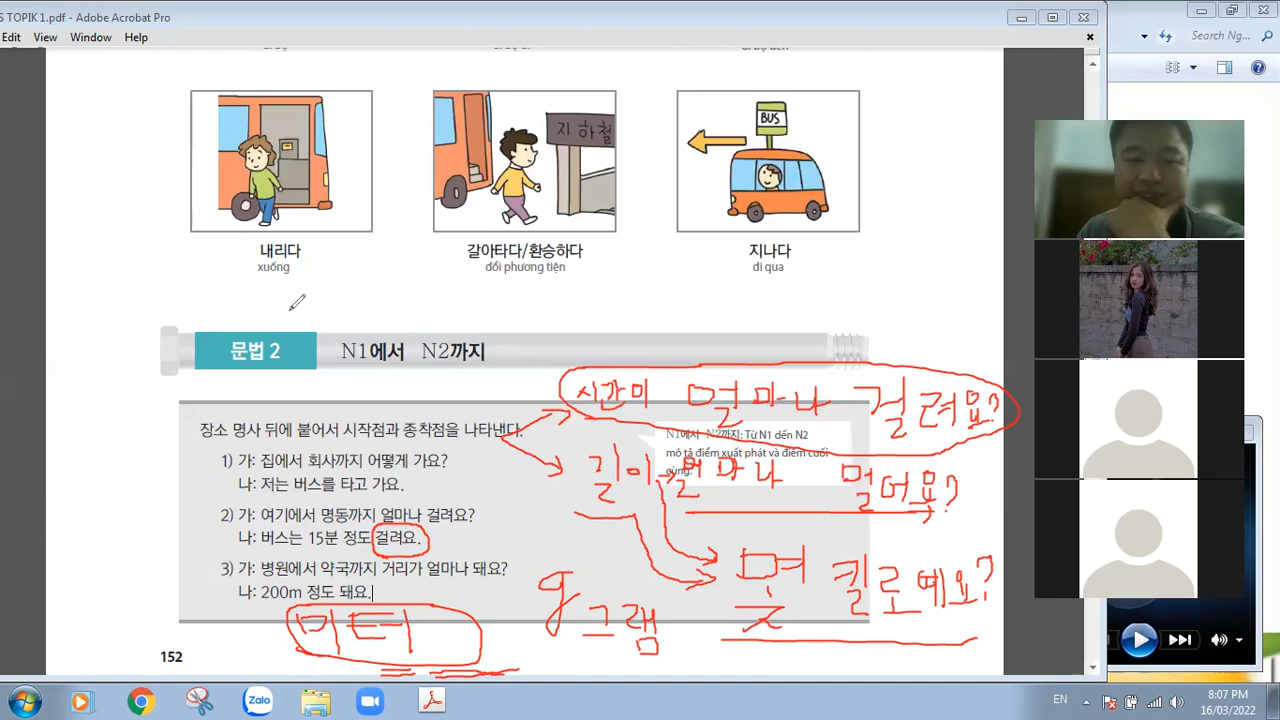 S TOPIK 1.pdf - Adobe Acrobat Pro
Edit View Window Help
Search Ng...
지하철
BUS
내리다
xuống
갈아타다/환승하다
đổi phương tiện
지나다
đi qua
문법 2 N1에서 N2까지
시간이 얼마나 걸려요?
장소 명사 뒤에 붙어서 시작점과 종착점을 나타낸다.
N1에서 N2까지: Từ N1 dến N2
mô tả điểm xuất phát và điểm cuối
cùng.
1) 가: 집에서 회사까지 어떻게 가요?
나: 저는 버스를 타고 가요.
길이 얼마나 멀어요?
2) 가: 여기에서 명동까지 얼마나 걸려요?
나: 버스는 15분 정도 걸려요.
3) 가: 병원에서 약국까지 거리가 얼마나 돼요?
나: 200m 정도 돼요.
몇 킬로예요?
g 그램
미터
152
Zalo
EN
8:07 PM
16/03/2022